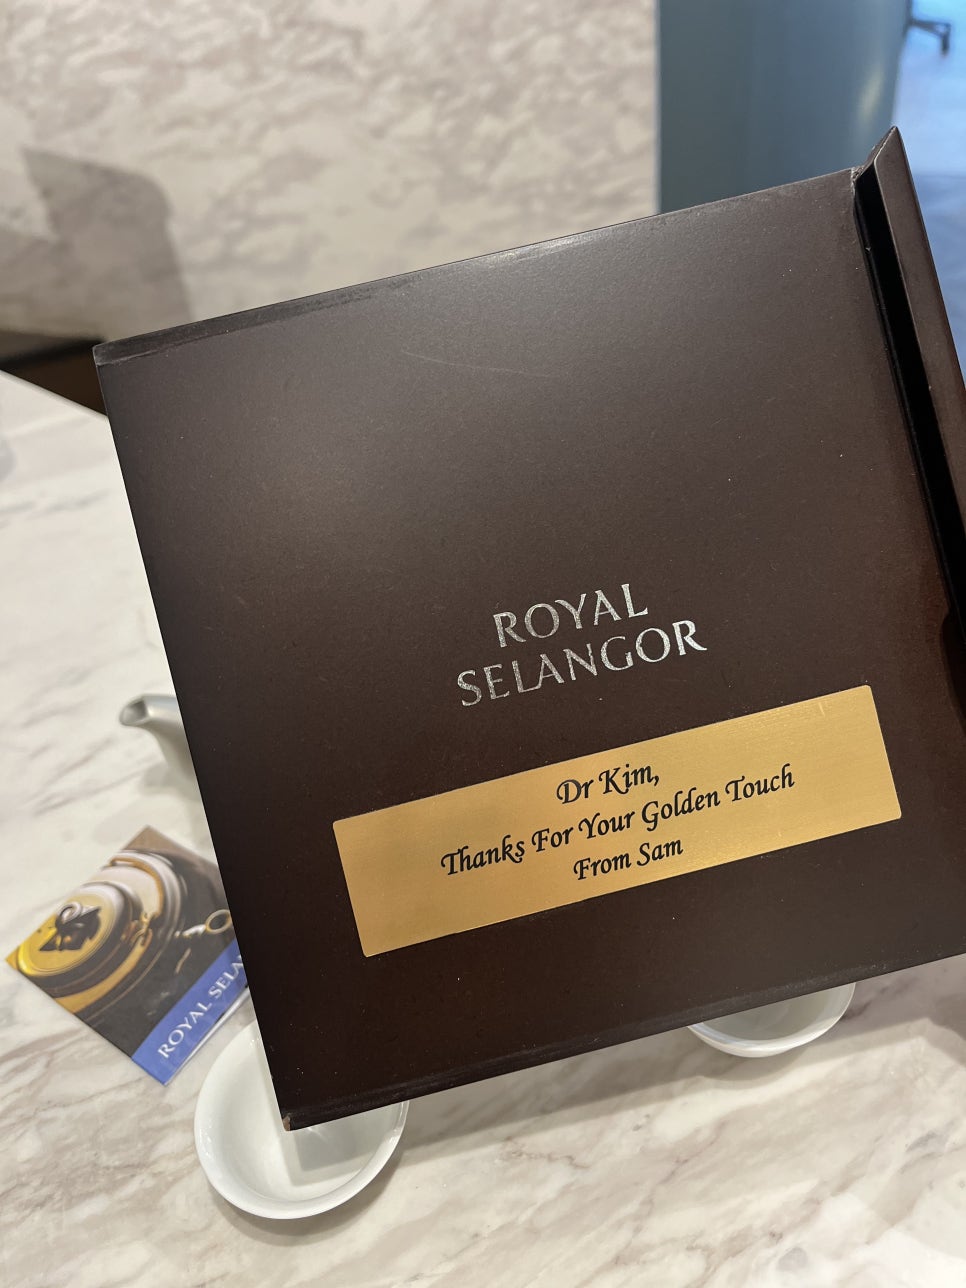 ROYAL
SELANGOR
Dr Kim,
Thanks For Your Golden Touch
From Sam
ROYAL SELA